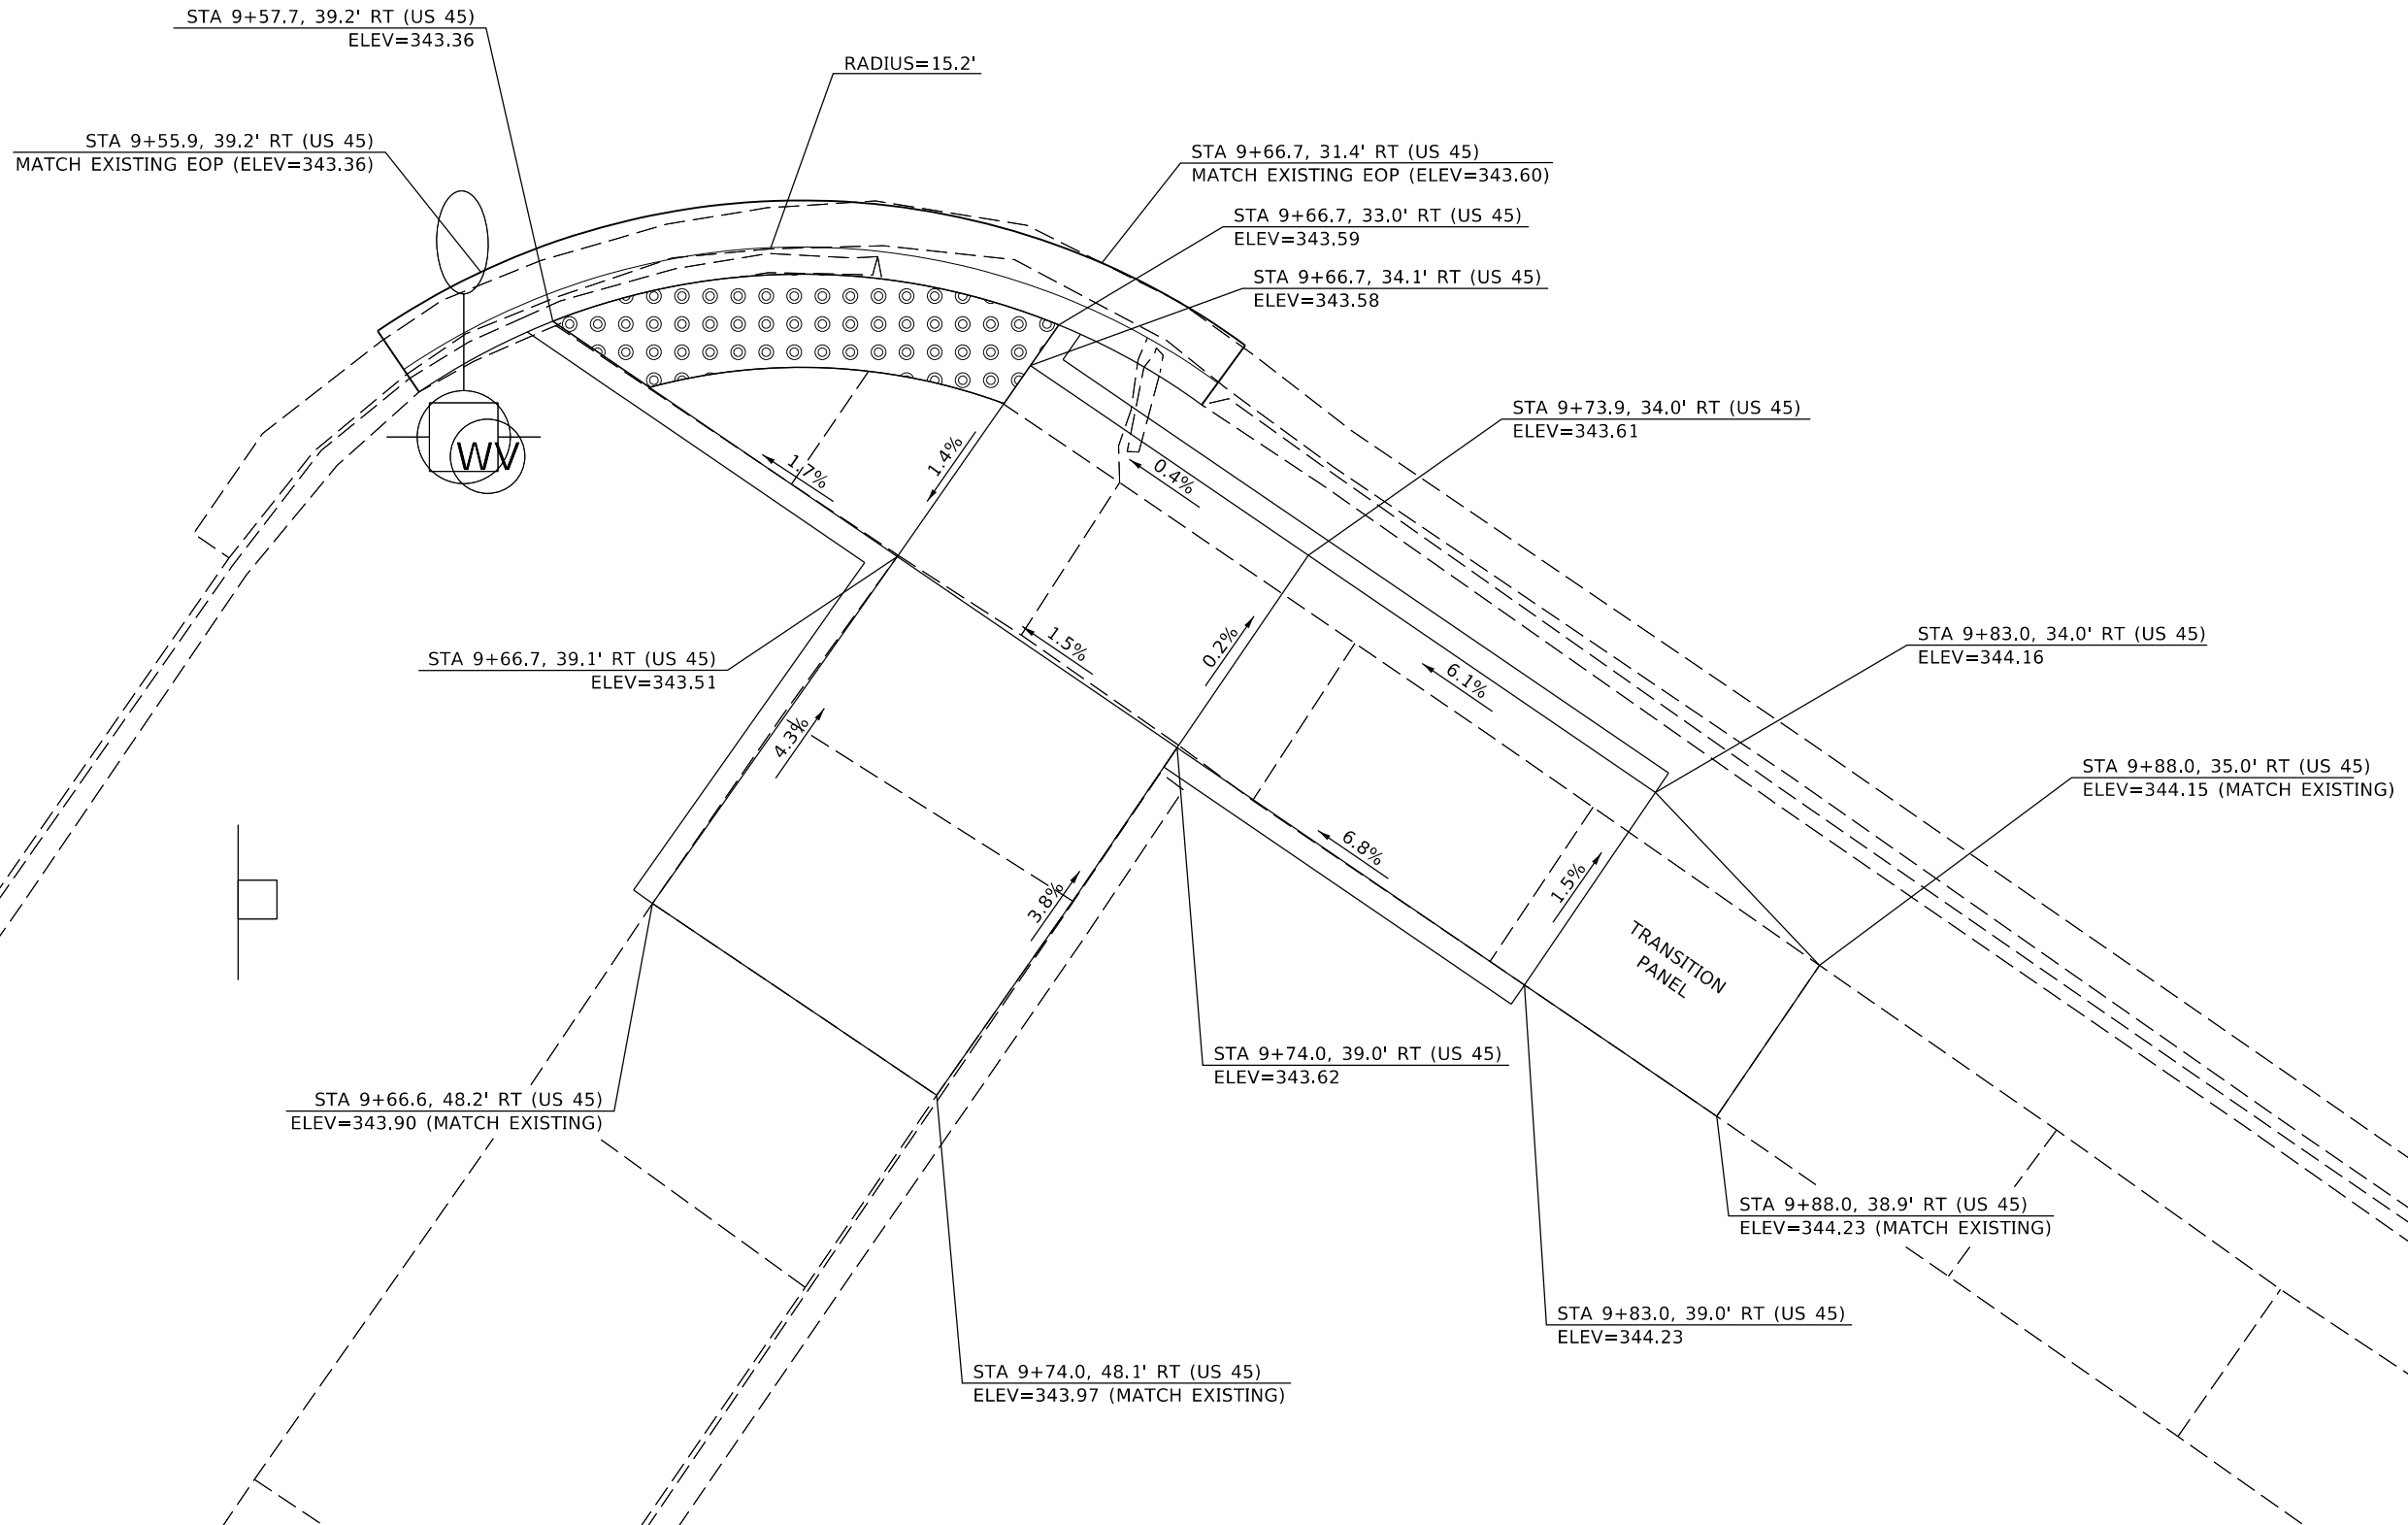 STA 9+57.7, 39.2' RT (US 45)
ELEV=343.36
RADIUS=15.2'
STA 9+55.9, 39.2' RT (US 45)
MATCH EXISTING EOP (ELEV=343.36)
STA 9+66.7, 31.4' RT (US 45)
MATCH EXISTING EOP (ELEV=343.60)
STA 9+66.7, 33.0' RT (US 45)
ELEV=343.59
STA 9+66.7, 34.1' RT (US 45)
ELEV=343.58
STA 9+73.9, 34.0' RT (US 45)
ELEV=343.61
WV
1.7%
1.4%
0.4%
STA 9+66.7, 39.1' RT (US 45)
ELEV=343.51
1.5%
0.2%
6.1%
STA 9+83.0, 34.0' RT (US 45)
ELEV=344.16
4.3%
STA 9+88.0, 35.0' RT (US 45)
ELEV=344.15 (MATCH EXISTING)
6.8%
3.8%
1.5%
TRANSITION
PANEL
STA 9+74.0, 39.0' RT (US 45)
ELEV=343.62
STA 9+66.6, 48.2' RT (US 45)
ELEV=343.90 (MATCH EXISTING)
STA 9+88.0, 38.9' RT (US 45)
ELEV=344.23 (MATCH EXISTING)
STA 9+83.0, 39.0' RT (US 45)
ELEV=344.23
STA 9+74.0, 48.1' RT (US 45)
ELEV=343.97 (MATCH EXISTING)